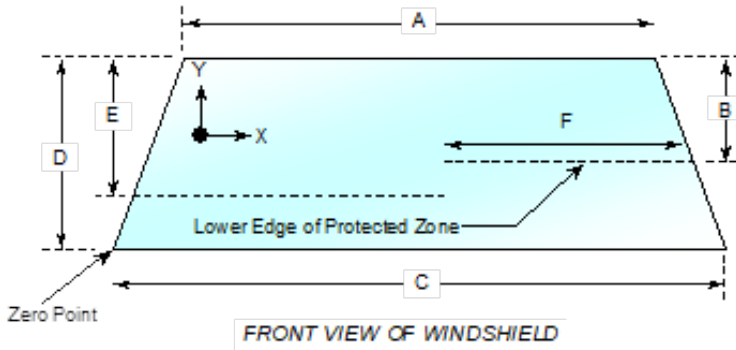 A
Y
E
B
F
X
D
Lower Edge of Protected Zone
C
Zero Point
FRONT VIEW OF WINDSHIELD